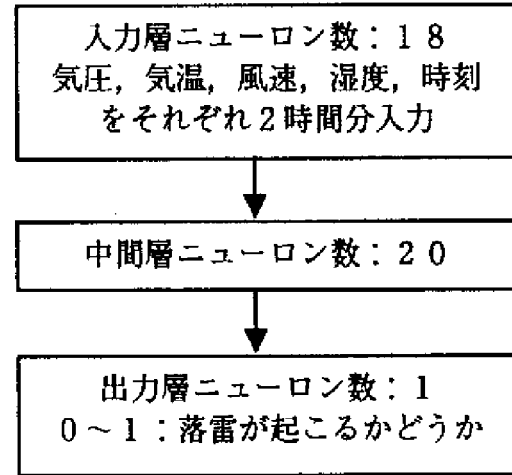 入力層ニューロン数：１８
気圧，気温，風速，湿度，時刻
をそれぞれ２時間分入力
中間層ニューロン数：２０
出力層ニューロン数：１
０～１：落雷が起こるかどうか